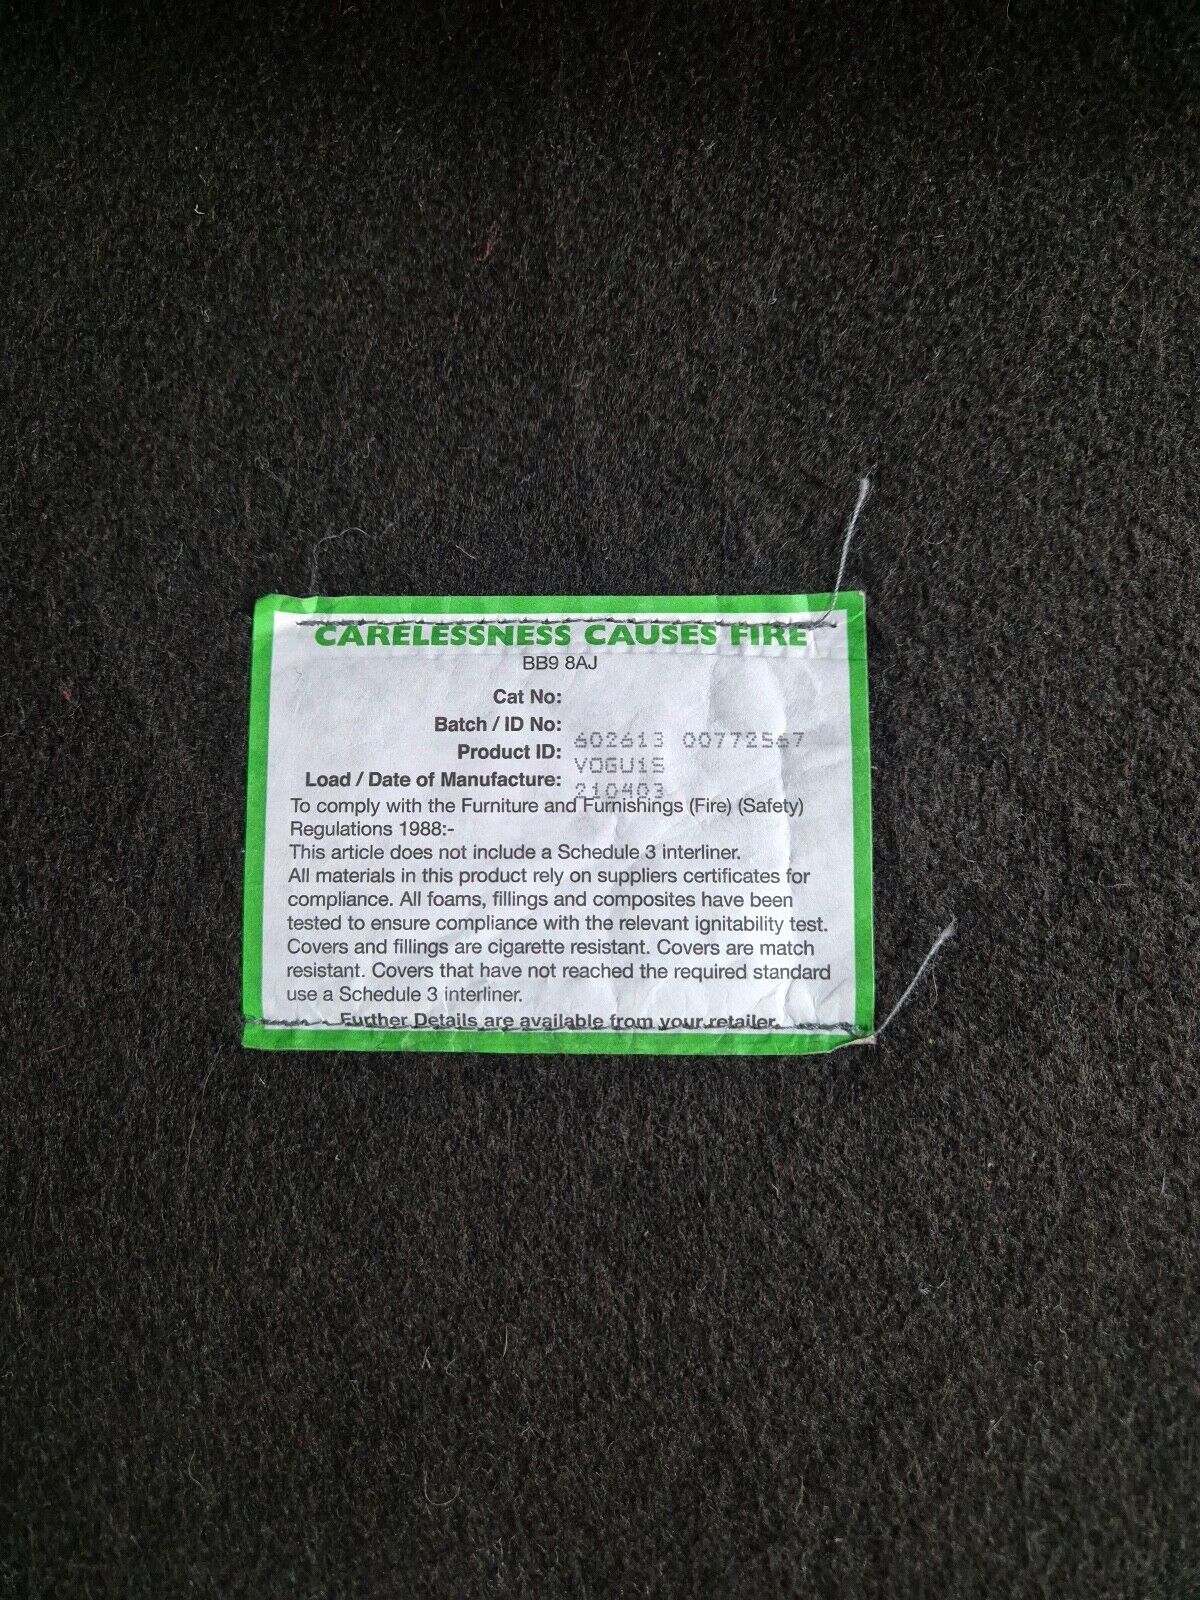 CARELESSNESS CAUSES FIRE
BB9 8AJ
Cat No:
Batch / ID No:
602613 00772567
Product ID:
VOGU1S
Load / Date of Manufacture:
210403
To comply with the Furniture and Furnishings (Fire) (Safety)
Regulations 1988:-
This article does not include a Schedule 3 interliner.
All materials in this product rely on suppliers certificates for
compliance. All foams, fillings and composites have been
tested to ensure compliance with the relevant ignitability test.
Covers and fillings are cigarette resistant. Covers are match
resistant. Covers that have not reached the required standard
use a Schedule 3 interliner.
Further Details are available from your retailer.